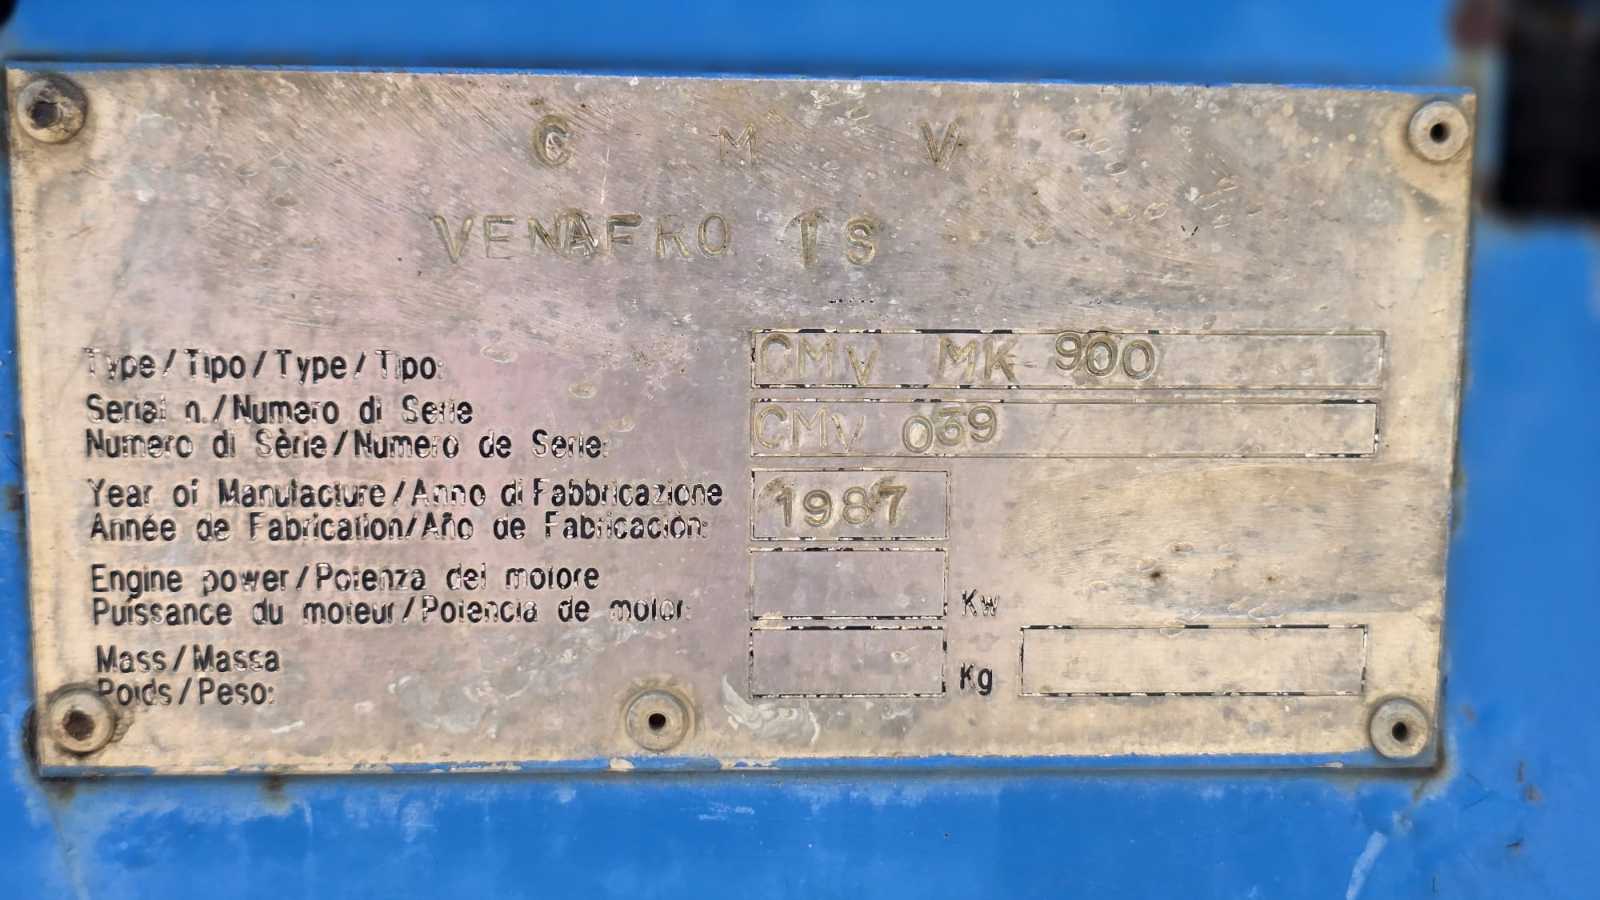 C M V
VENAFRO IS
Type / Tipo / Type / Tipo: CMV MK 900
Serial n. / Numero di Serie
Numero di Sèrie / Numero de Serie: CMV 039
Year of Manufacture / Anno di Fabbricazione
Année de Fabrication / Año de Fabricación: 1987
Engine power / Potenza del motore
Puissance du moteur / Potencia de motor: Kw
Mass / Massa
Poids / Peso: Kg